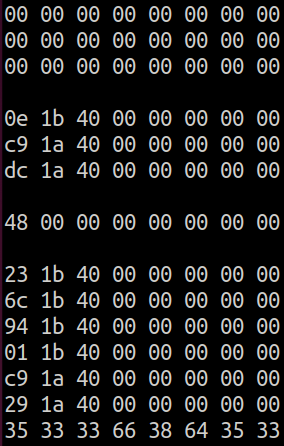 00 00 00 00 00 00 00 00
00 00 00 00 00 00 00 00
00 00 00 00 00 00 00 00
0e 1b 40 00 00 00 00 00
c9 1a 40 00 00 00 00 00
dc 1a 40 00 00 00 00 00
48 00 00 00 00 00 00 00
23 1b 40 00 00 00 00 00
6c 1b 40 00 00 00 00 00
94 1b 40 00 00 00 00 00
01 1b 40 00 00 00 00 00
c9 1a 40 00 00 00 00 00
29 1a 40 00 00 00 00 00
35 33 33 66 38 64 35 33